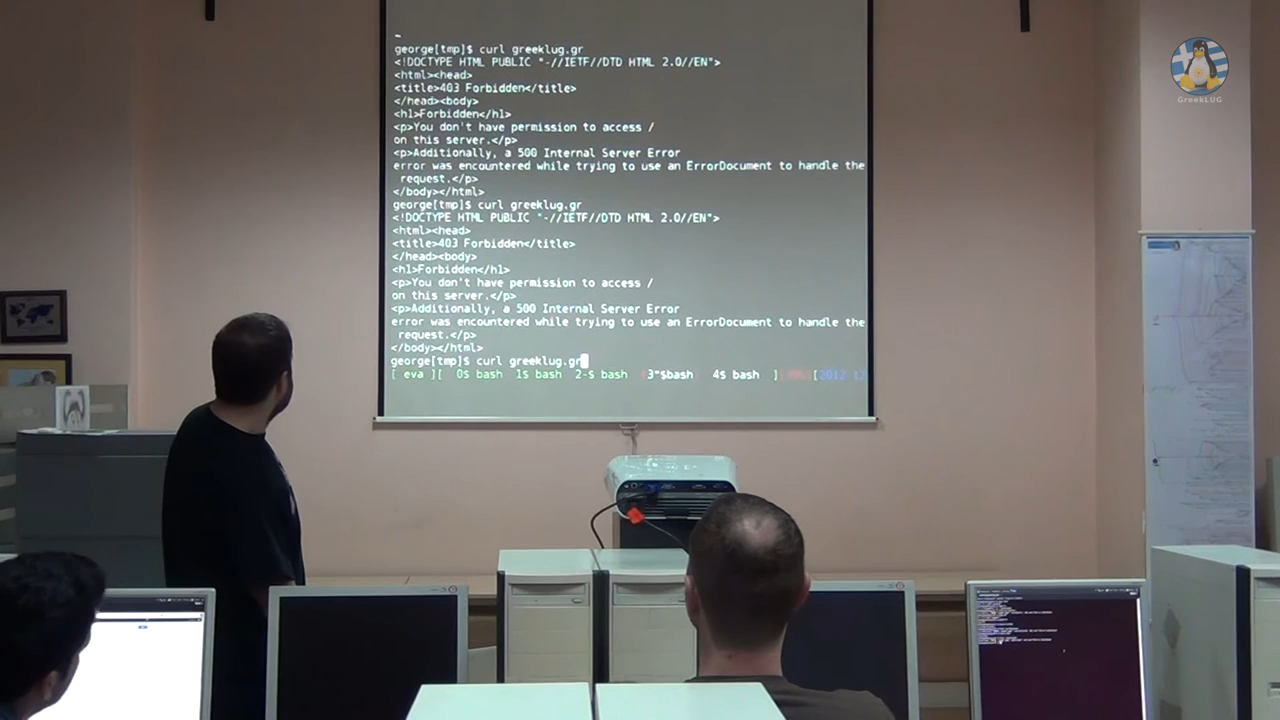 george[tmp]$ curl greeklug.gr
<!DOCTYPE HTML PUBLIC "-//IETF//DTD HTML 2.0//EN">
<html><head>
<title>403 Forbidden</title>
</head><body>
<h1>Forbidden</h1>
<p>You don't have permission to access /
on this server.</p>
<p>Additionally, a 500 Internal Server Error
error was encountered while trying to use an ErrorDocument to handle the
request.</p>
</body></html>
george[tmp]$ curl greeklug.gr
<!DOCTYPE HTML PUBLIC "-//IETF//DTD HTML 2.0//EN">
<html><head>
<title>403 Forbidden</title>
</head><body>
<h1>Forbidden</h1>
<p>You don't have permission to access /
on this server.</p>
<p>Additionally, a 500 Internal Server Error
error was encountered while trying to use an ErrorDocument to handle the
request.</p>
</body></html>
george[tmp]$ curl greeklug.gr
[ eva ][ 0$ bash 1$ bash 2-$ bash (3*$bash) 4$ bash ][2012 12
GreekLUG